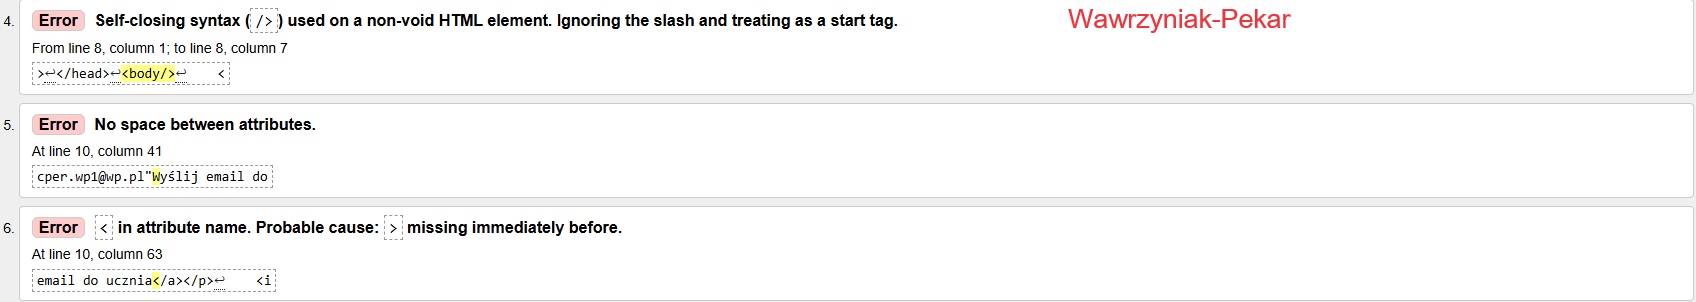 4. Error Self-closing syntax (/>) used on a non-void HTML element. Ignoring the slash and treating as a start tag.
Wawrzyniak-Pekar
From line 8, column 1; to line 8, column 7
>↩</head>↩<body/>↩    <
5. Error No space between attributes.
At line 10, column 41
cper.wp1@wp.pl"Wyślij email do
6. Error < in attribute name. Probable cause: > missing immediately before.
At line 10, column 63
email do ucznia</a></p>↩    <i